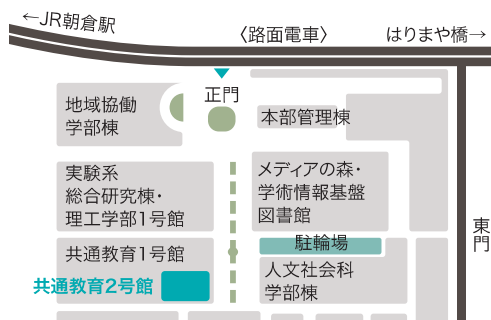 ←JR朝倉駅
〈路面電車〉
はりまや橋→
正門
地域協働
学部棟
本部管理棟
実験系
総合研究棟・
理工学部1号館
メディアの森・
学術情報基盤
図書館
東門
駐輪場
共通教育1号館
人文社会科
学部棟
共通教育2号館